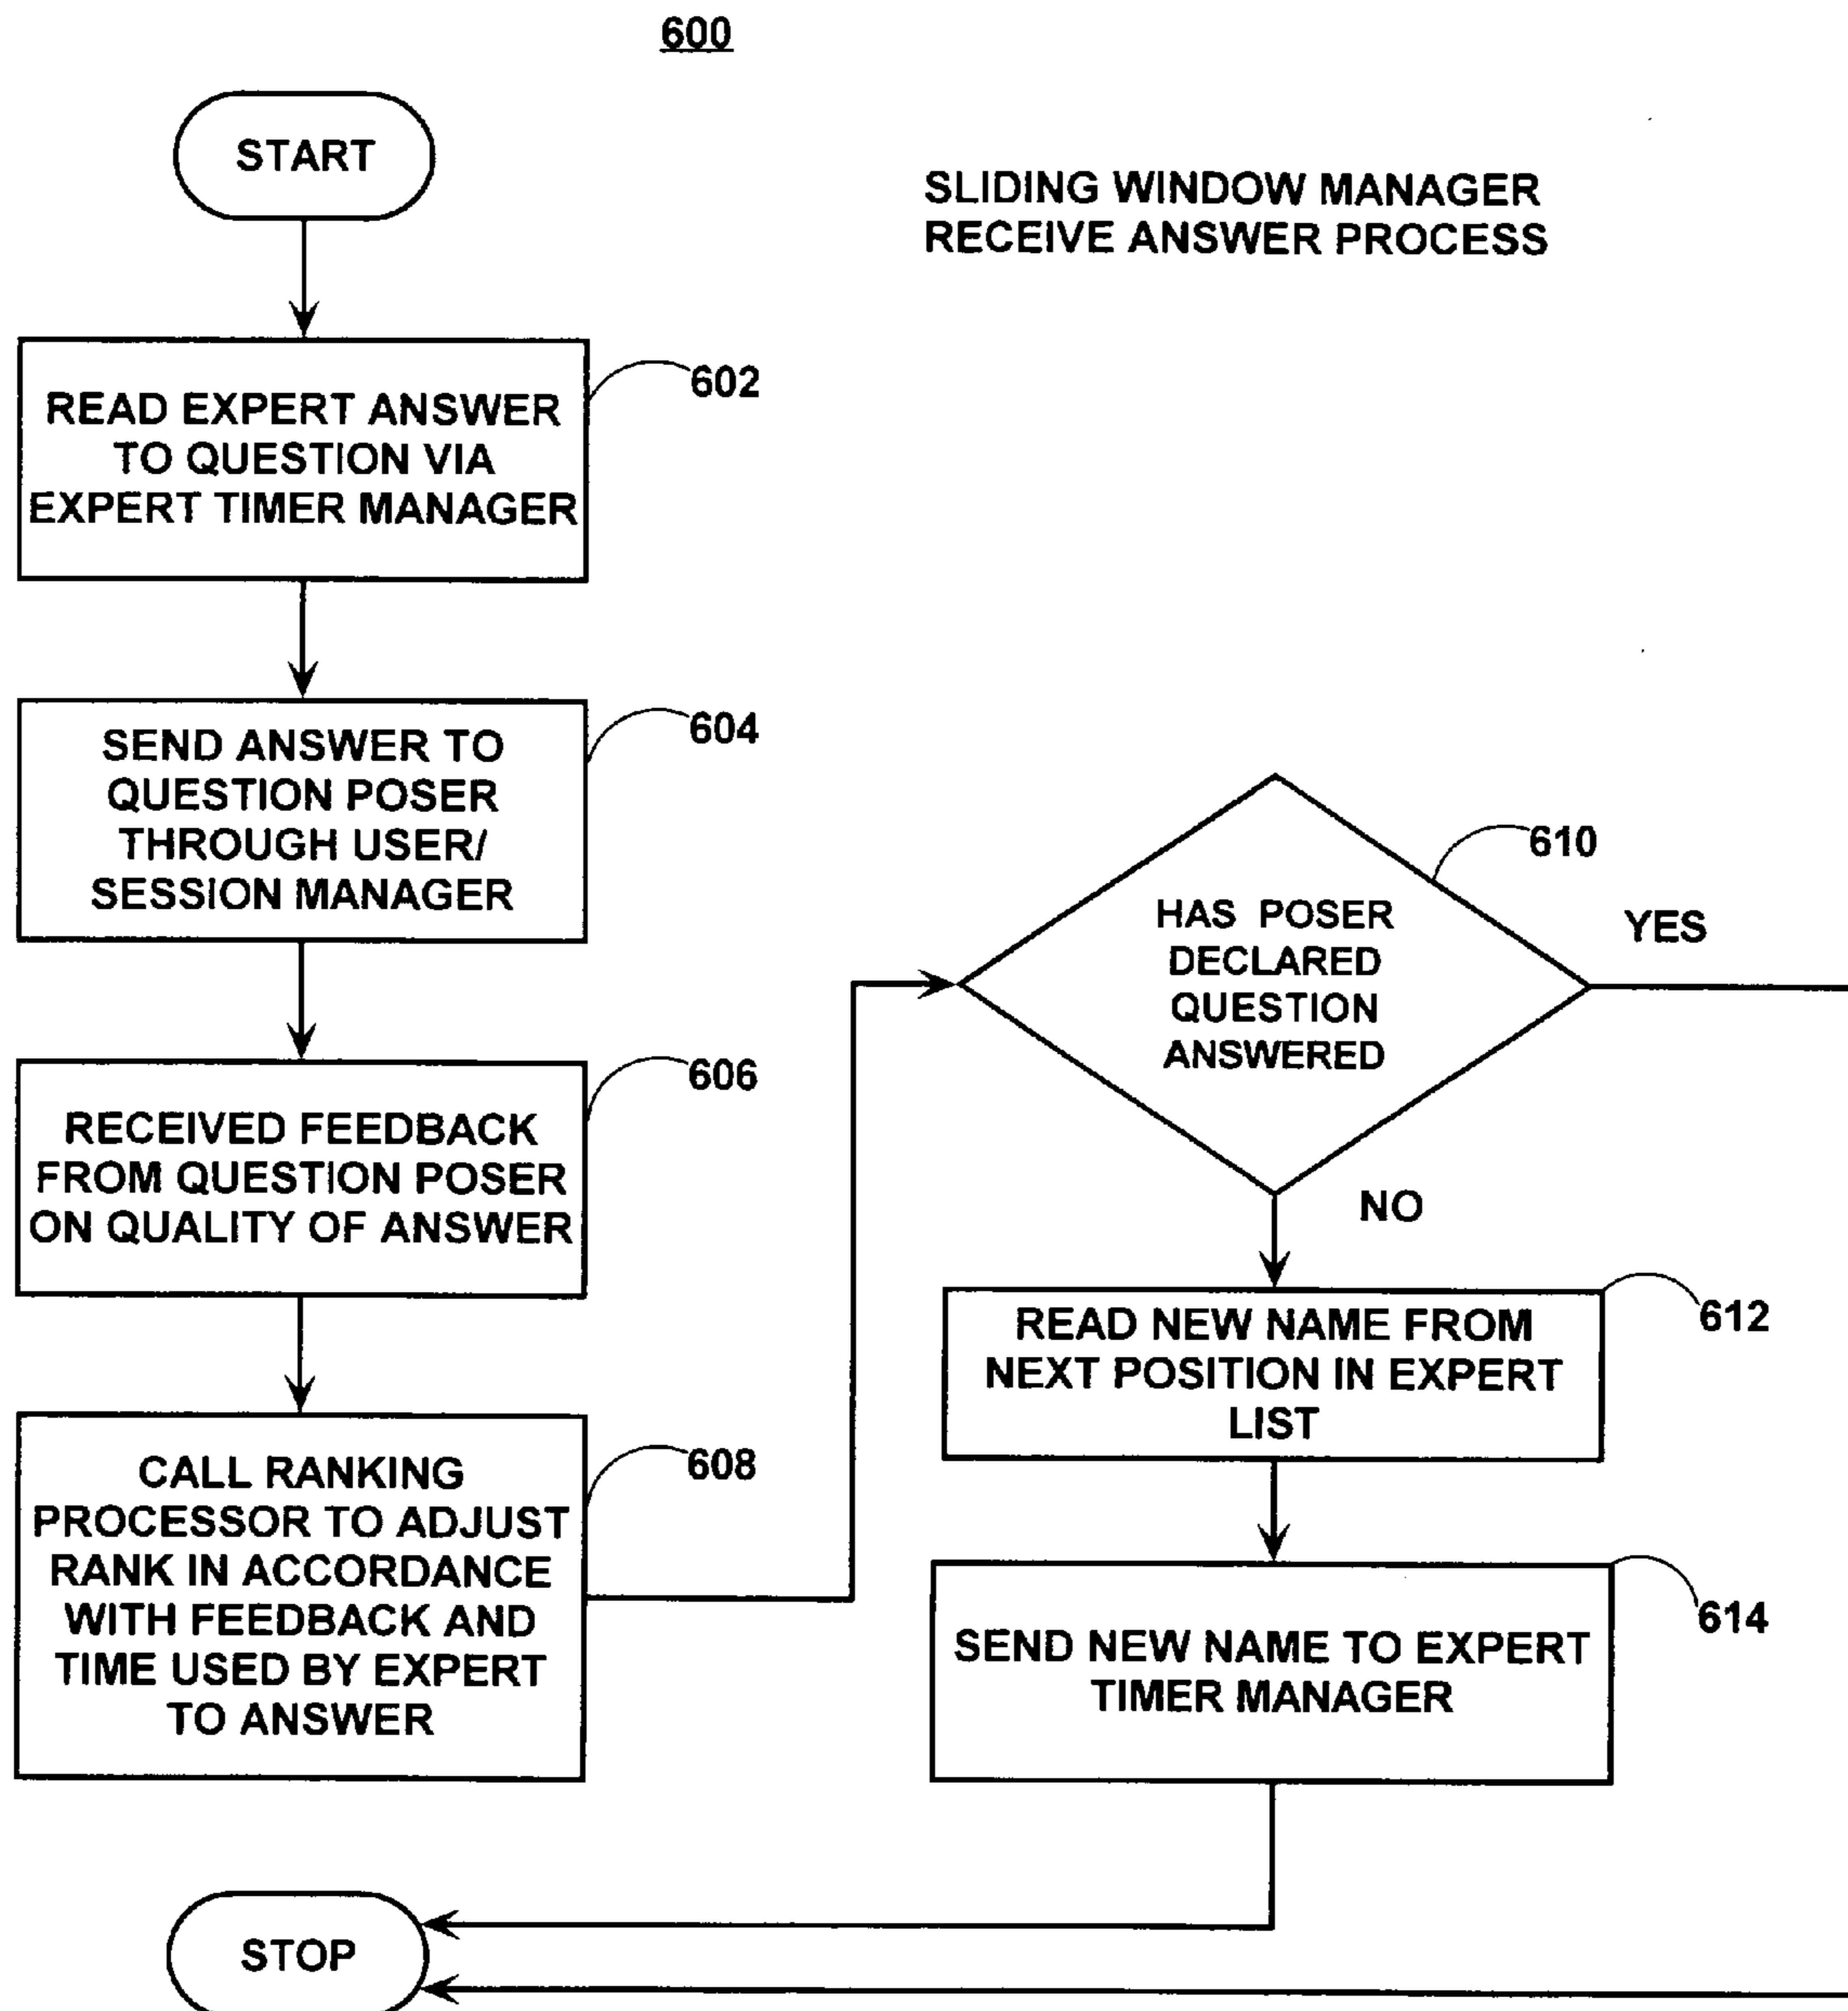 600
START
SLIDING WINDOW MANAGER
RECEIVE ANSWER PROCESS
READ EXPERT ANSWER
TO QUESTION VIA
EXPERT TIMER MANAGER
602
SEND ANSWER TO
QUESTION POSER
THROUGH USER/
SESSION MANAGER
604
RECEIVED FEEDBACK
FROM QUESTION POSER
ON QUALITY OF ANSWER
606
CALL RANKING
PROCESSOR TO ADJUST
RANK IN ACCORDANCE
WITH FEEDBACK AND
TIME USED BY EXPERT
TO ANSWER
608
HAS POSER
DECLARED
QUESTION
ANSWERED
610
YES
NO
READ NEW NAME FROM
NEXT POSITION IN EXPERT
LIST
612
SEND NEW NAME TO EXPERT
TIMER MANAGER
614
STOP